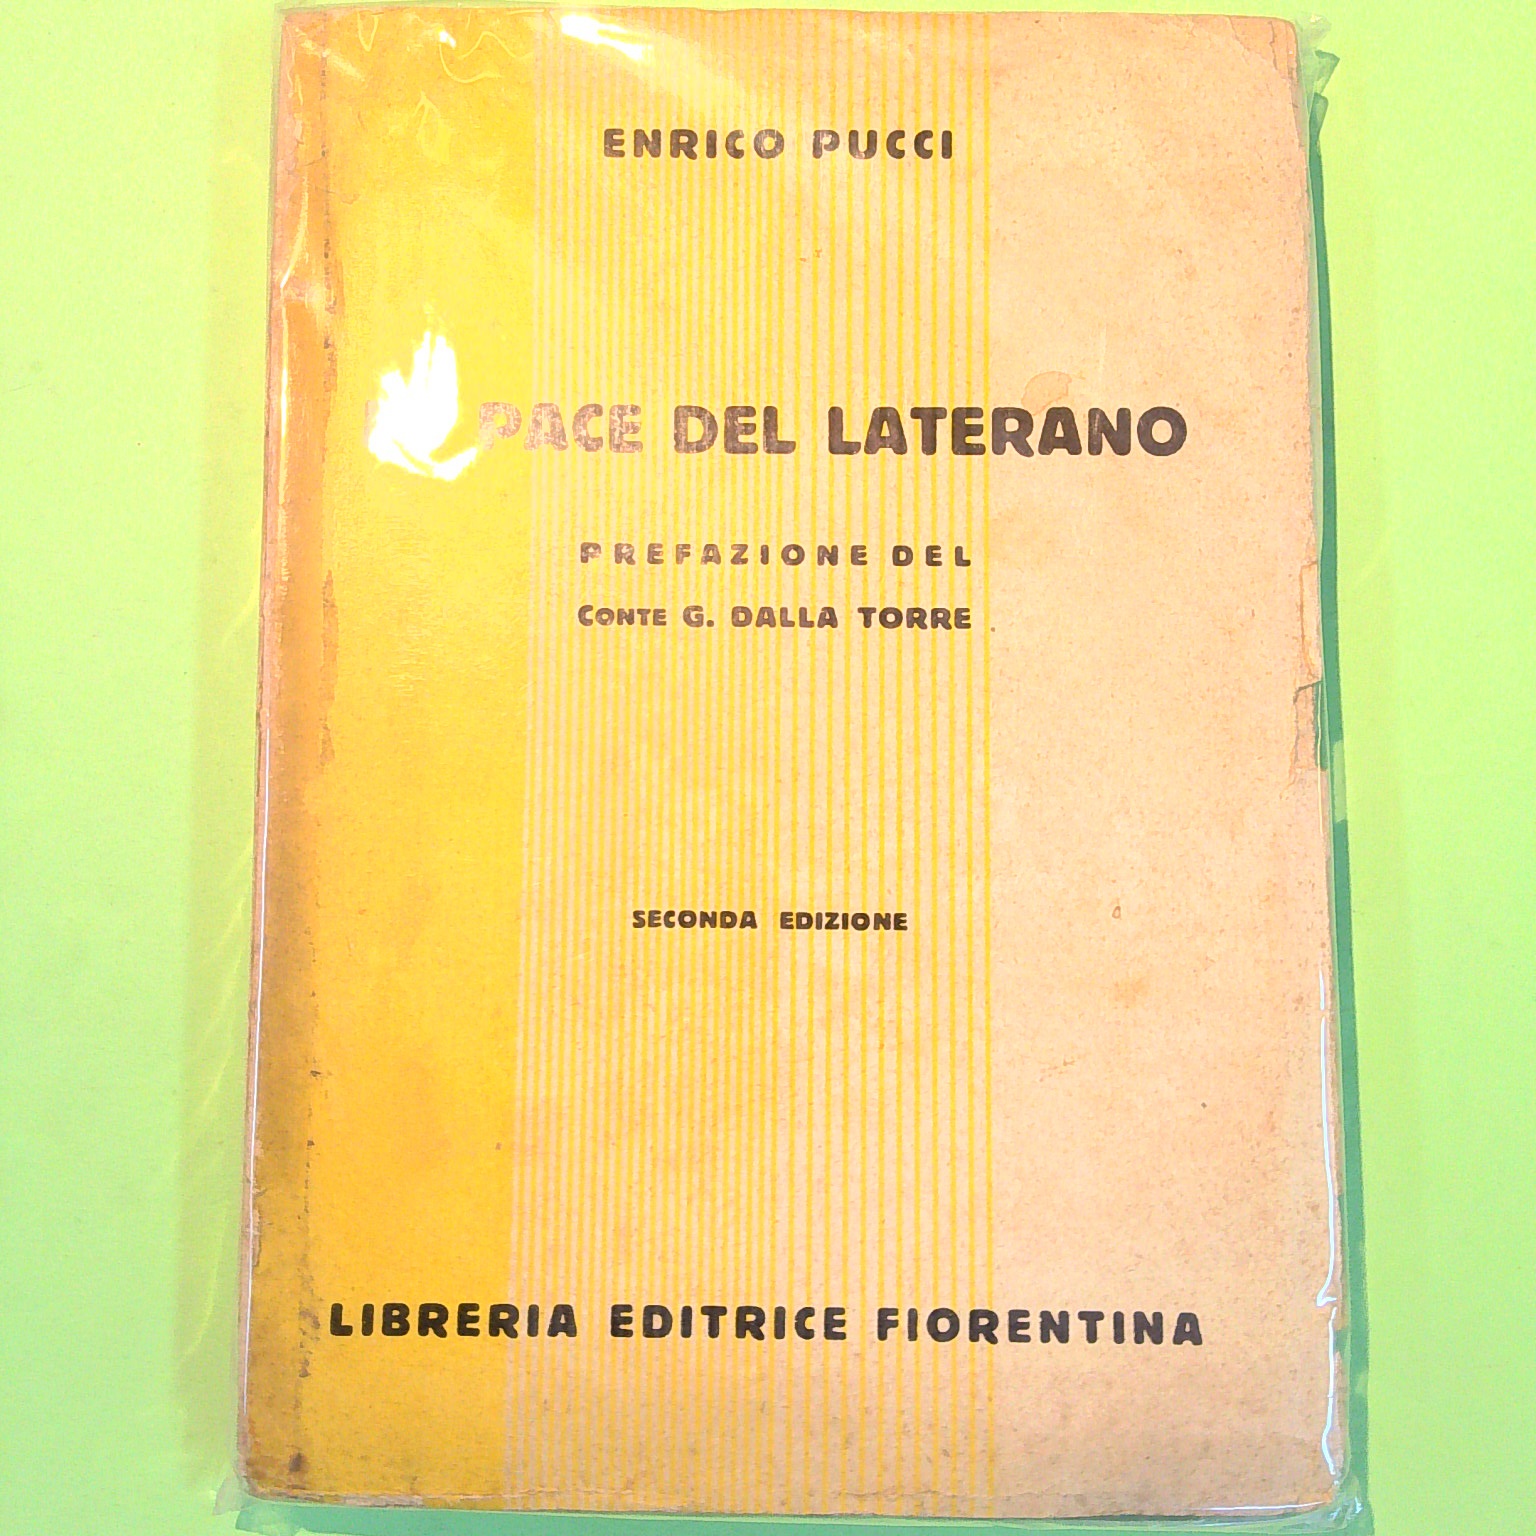 ENRICO PUCCI
PACE DEL LATERANO
PREFAZIONE DEL
CONTE G. DALLA TORRE
SECONDA EDIZIONE
LIBRERIA EDITRICE FIORENTINA